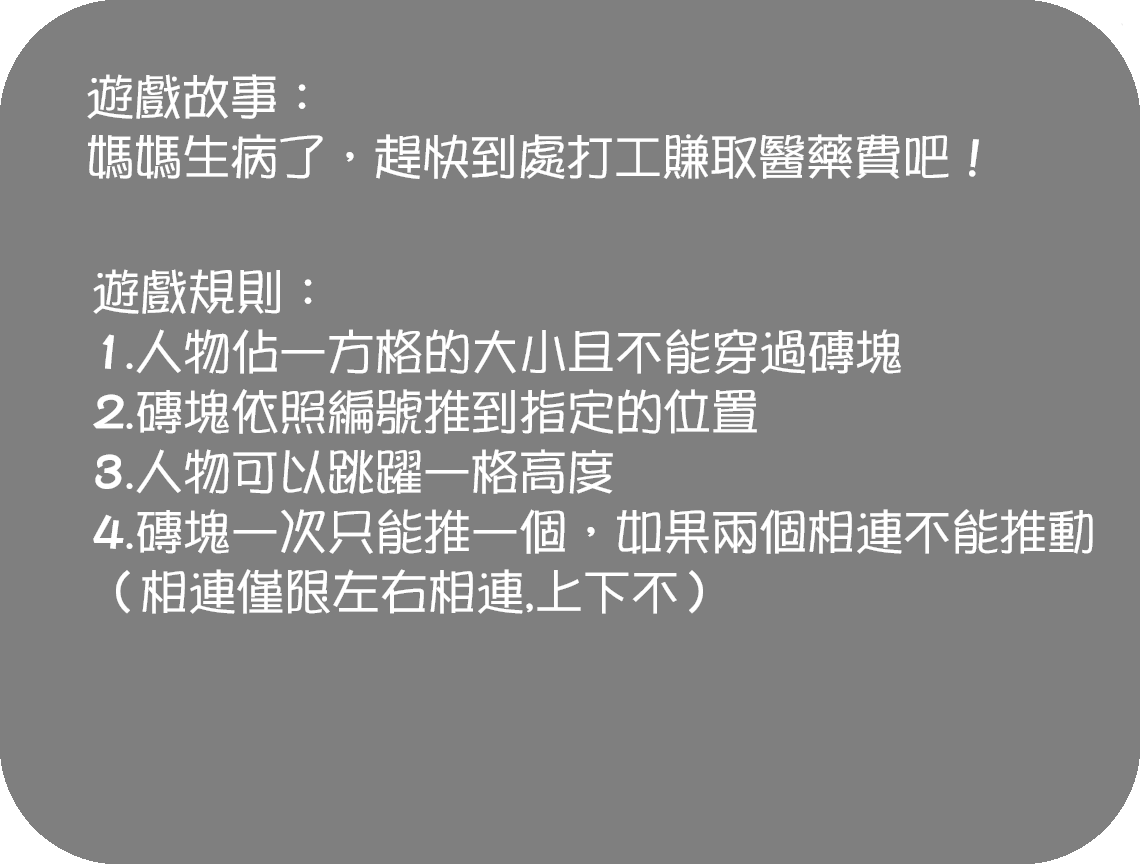 遊戲故事：
媽媽生病了，趕快到處打工賺取醫藥費吧！
遊戲規則：
1.人物佔一方格的大小且不能穿過磚塊
2.磚塊依照編號推到指定的位置
3.人物可以跳躍一格高度
4.磚塊一次只能推一個，如果兩個相連不能推動
（相連僅限左右相連,上下不）